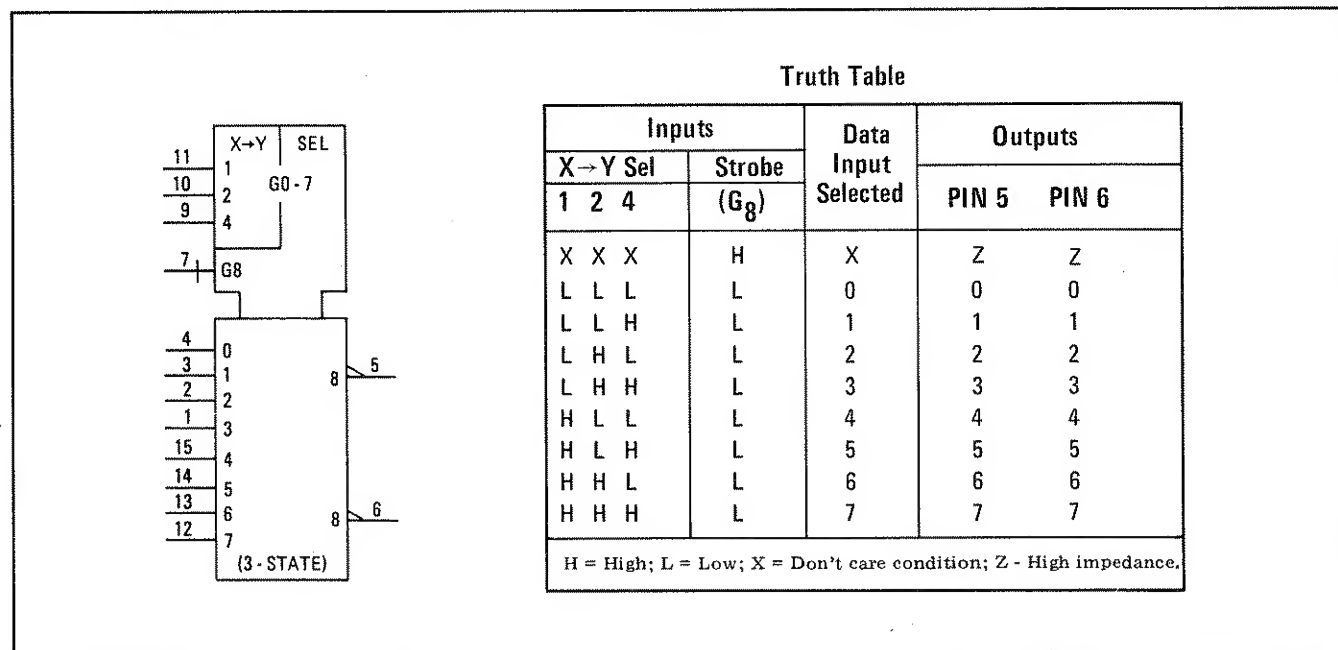 Truth Table
X→Y SEL
11 1 G0-7
10 2
9 4
7 G8
4 0
3 1
2 2
1 3
15 4
14 5
13 6
12 7
8 5
8 6
(3-STATE)
Inputs Data Input Selected Outputs
X→Y Sel Strobe
1 2 4 (G8) PIN 5 PIN 6
X X X H X Z Z
L L L L 0 0 0
L L H L 1 1 1
L H L L 2 2 2
L H H L 3 3 3
H L L L 4 4 4
H L H L 5 5 5
H H L L 6 6 6
H H H L 7 7 7
H = High; L = Low; X = Don't care condition; Z - High impedance.